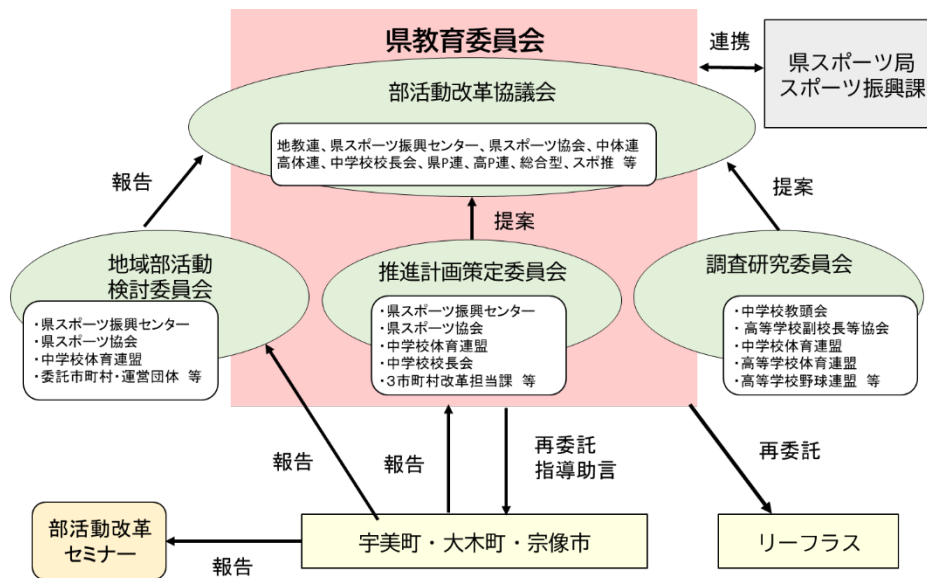 県教育委員会
部活動改革協議会
地教連、県スポーツ振興センター、県スポーツ協会、中体連
高体連、中学校校長会、県P連、高P連、総合型、スポ推 等
連携
県スポーツ局
スポーツ振興課
報告
提案
提案
地域部活動
検討委員会
・県スポーツ振興センター
・県スポーツ協会
・中学校体育連盟
・委託市町村・運営団体 等
推進計画策定委員会
・県スポーツ振興センター
・県スポーツ協会
・中学校体育連盟
・中学校校長会
・3市町村改革担当課 等
調査研究委員会
・中学校教頭会
・高等学校副校長等協会
・中学校体育連盟
・高等学校体育連盟
・高等学校野球連盟 等
報告
報告
再委託
指導助言
再委託
部活動改革
セミナー
報告
宇美町・大木町・宗像市
リーフラス